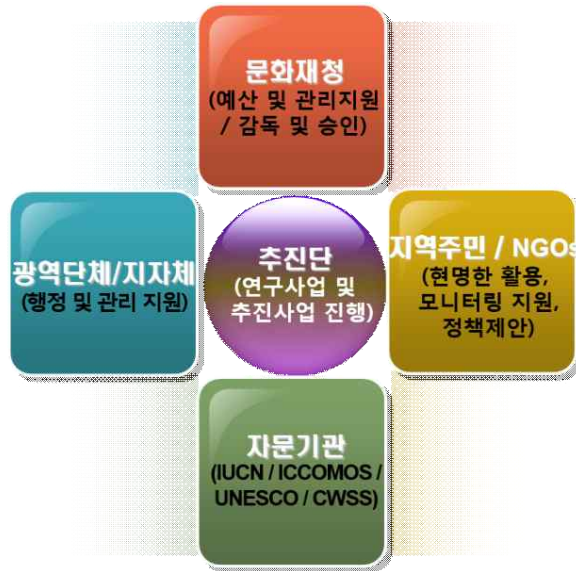 문화재청
(예산 및 관리지원
/ 감독 및 승인)
광역단체/지자체
(행정 및 관리 지원)
추진단
(연구사업 및
추진사업 진행)
지역주민 / NGOs
(현명한 활용,
모니터링 지원,
정책제안)
자문기관
(IUCN / ICCOMOS /
UNESCO / CWSS)